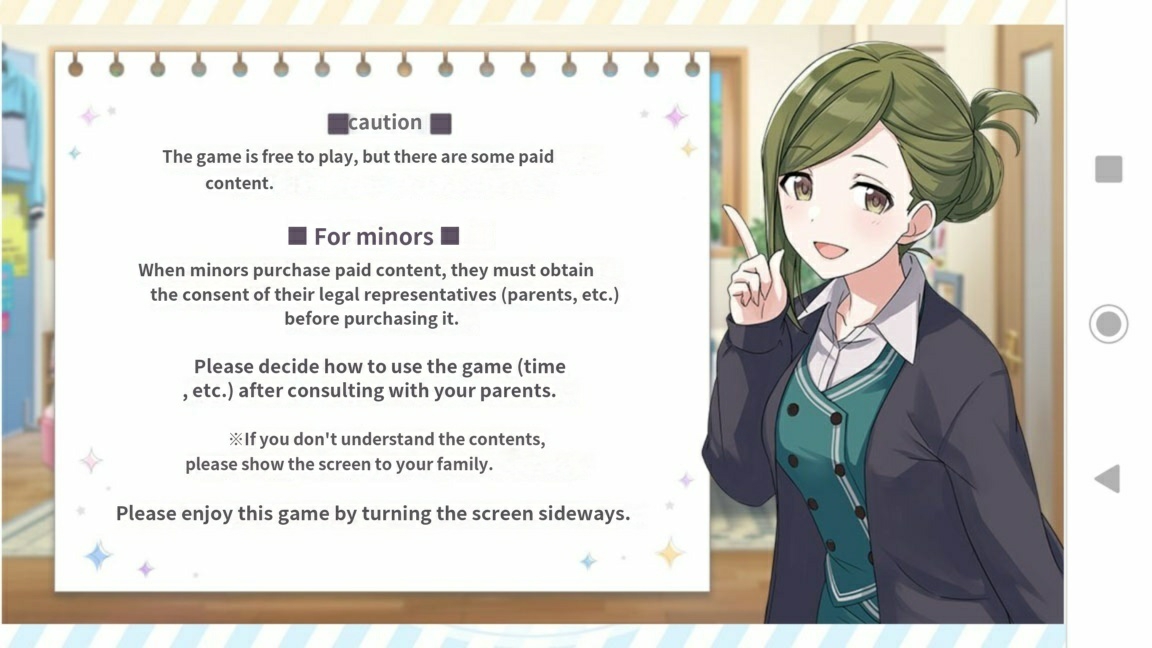 ■caution ■
The game is free to play, but there are some paid
content.
■ For minors ■
When minors purchase paid content, they must obtain
the consent of their legal representatives (parents, etc.)
before purchasing it.
Please decide how to use the game (time
, etc.) after consulting with your parents.
※If you don't understand the contents,
please show the screen to your family.
Please enjoy this game by turning the screen sideways.